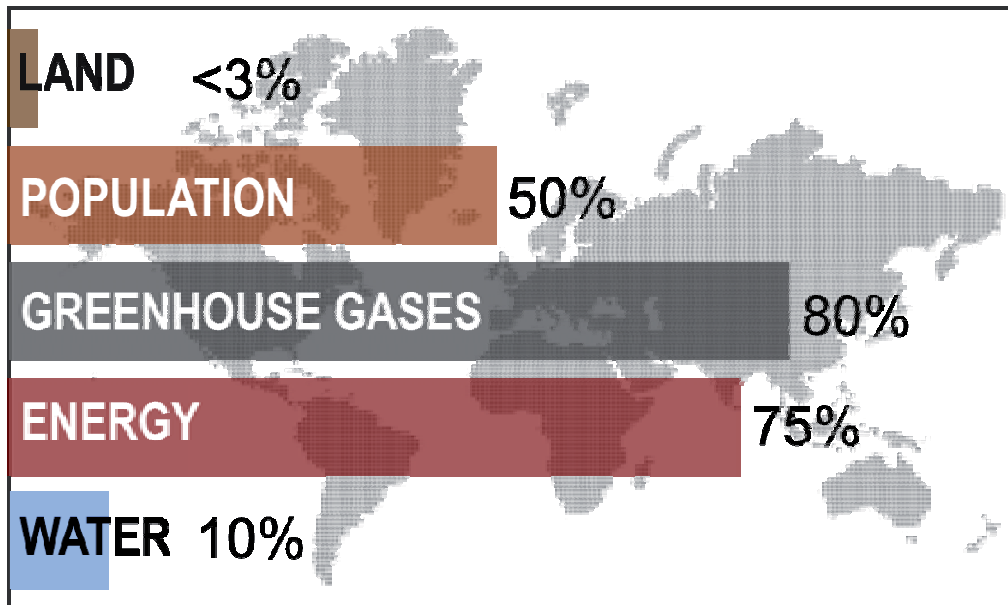 LAND <3%
POPULATION 50%
GREENHOUSE GASES 80%
ENERGY 75%
WATER 10%